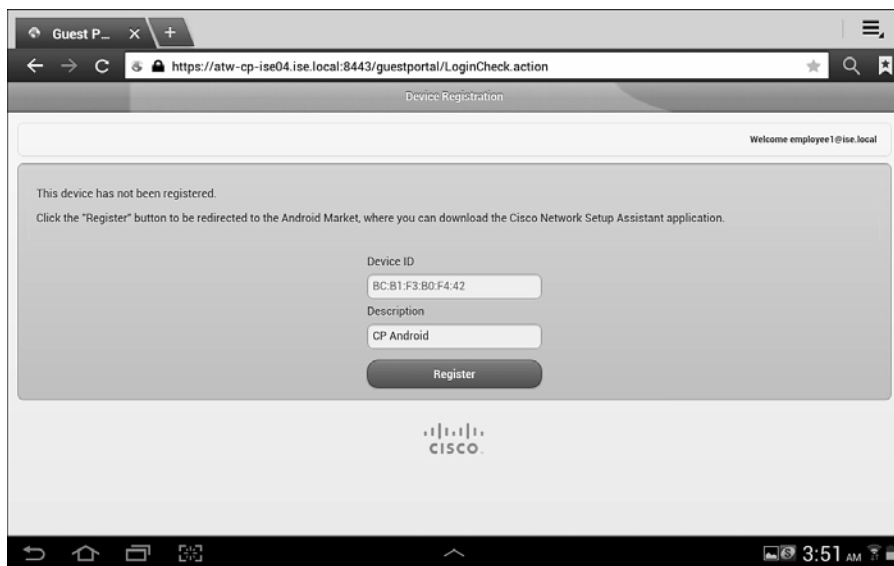 Guest P...
https://atw-cp-ise04.ise.local:8443/guestportal/LoginCheck.action
Device Registration
Welcome employee1@ise.local
This device has not been registered.
Click the "Register" button to be redirected to the Android Market, where you can download the Cisco Network Setup Assistant application.
Device ID
BC:B1:F3:B0:F4:42
Description
CP Android
Register
CISCO
3:51 AM